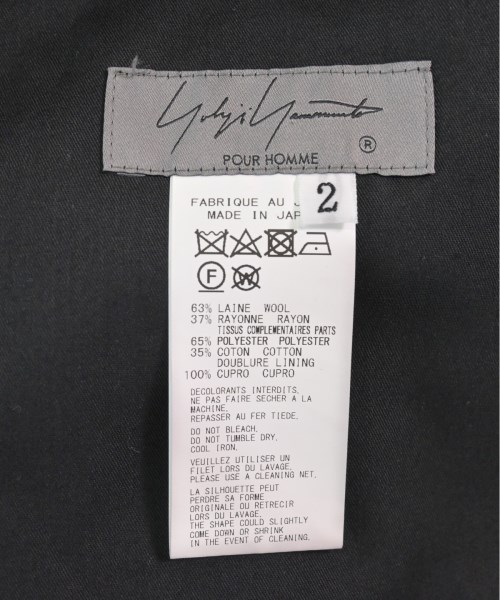 Yohji Yamamoto
®
POUR HOMME
2
FABRIQUE AU
MADE IN JAP
F
W
63% LAINE WOOL
37% RAYONNE RAYON
TISSUS COMPLEMENTAIRES PARTS
65% POLYESTER POLYESTER
35% COTON COTTON
DOUBLURE LINING
100% CUPRO CUPRO
DECOLORANTS INTERDITS.
NE PAS FAIRE SECHER A LA
MACHINE.
REPASSER AU FER TIEDE.
DO NOT BLEACH.
DO NOT TUMBLE DRY.
COOL IRON.
VEUILLEZ UTILISER UN
FILET LORS DU LAVAGE.
PLEASE USE A CLEANING NET.
LA SILHOUETTE PEUT
PERDRE SA FORME
ORIGINALE OU RETRECIR
LORS DU LAVAGE.
THE SHAPE COULD SLIGHTLY
COME DOWN OR SHRINK
IN THE EVENT OF CLEANING.